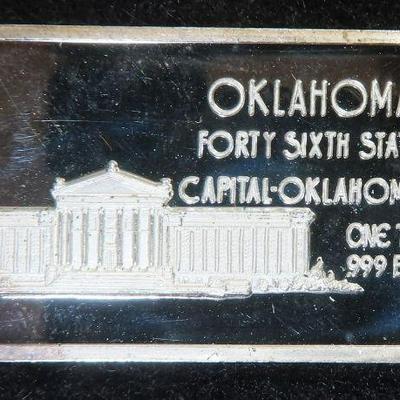 OKLAHOMA
FORTY SIXTH STAT
CAPITAL-OKLAHOM
ONE T
.999 F